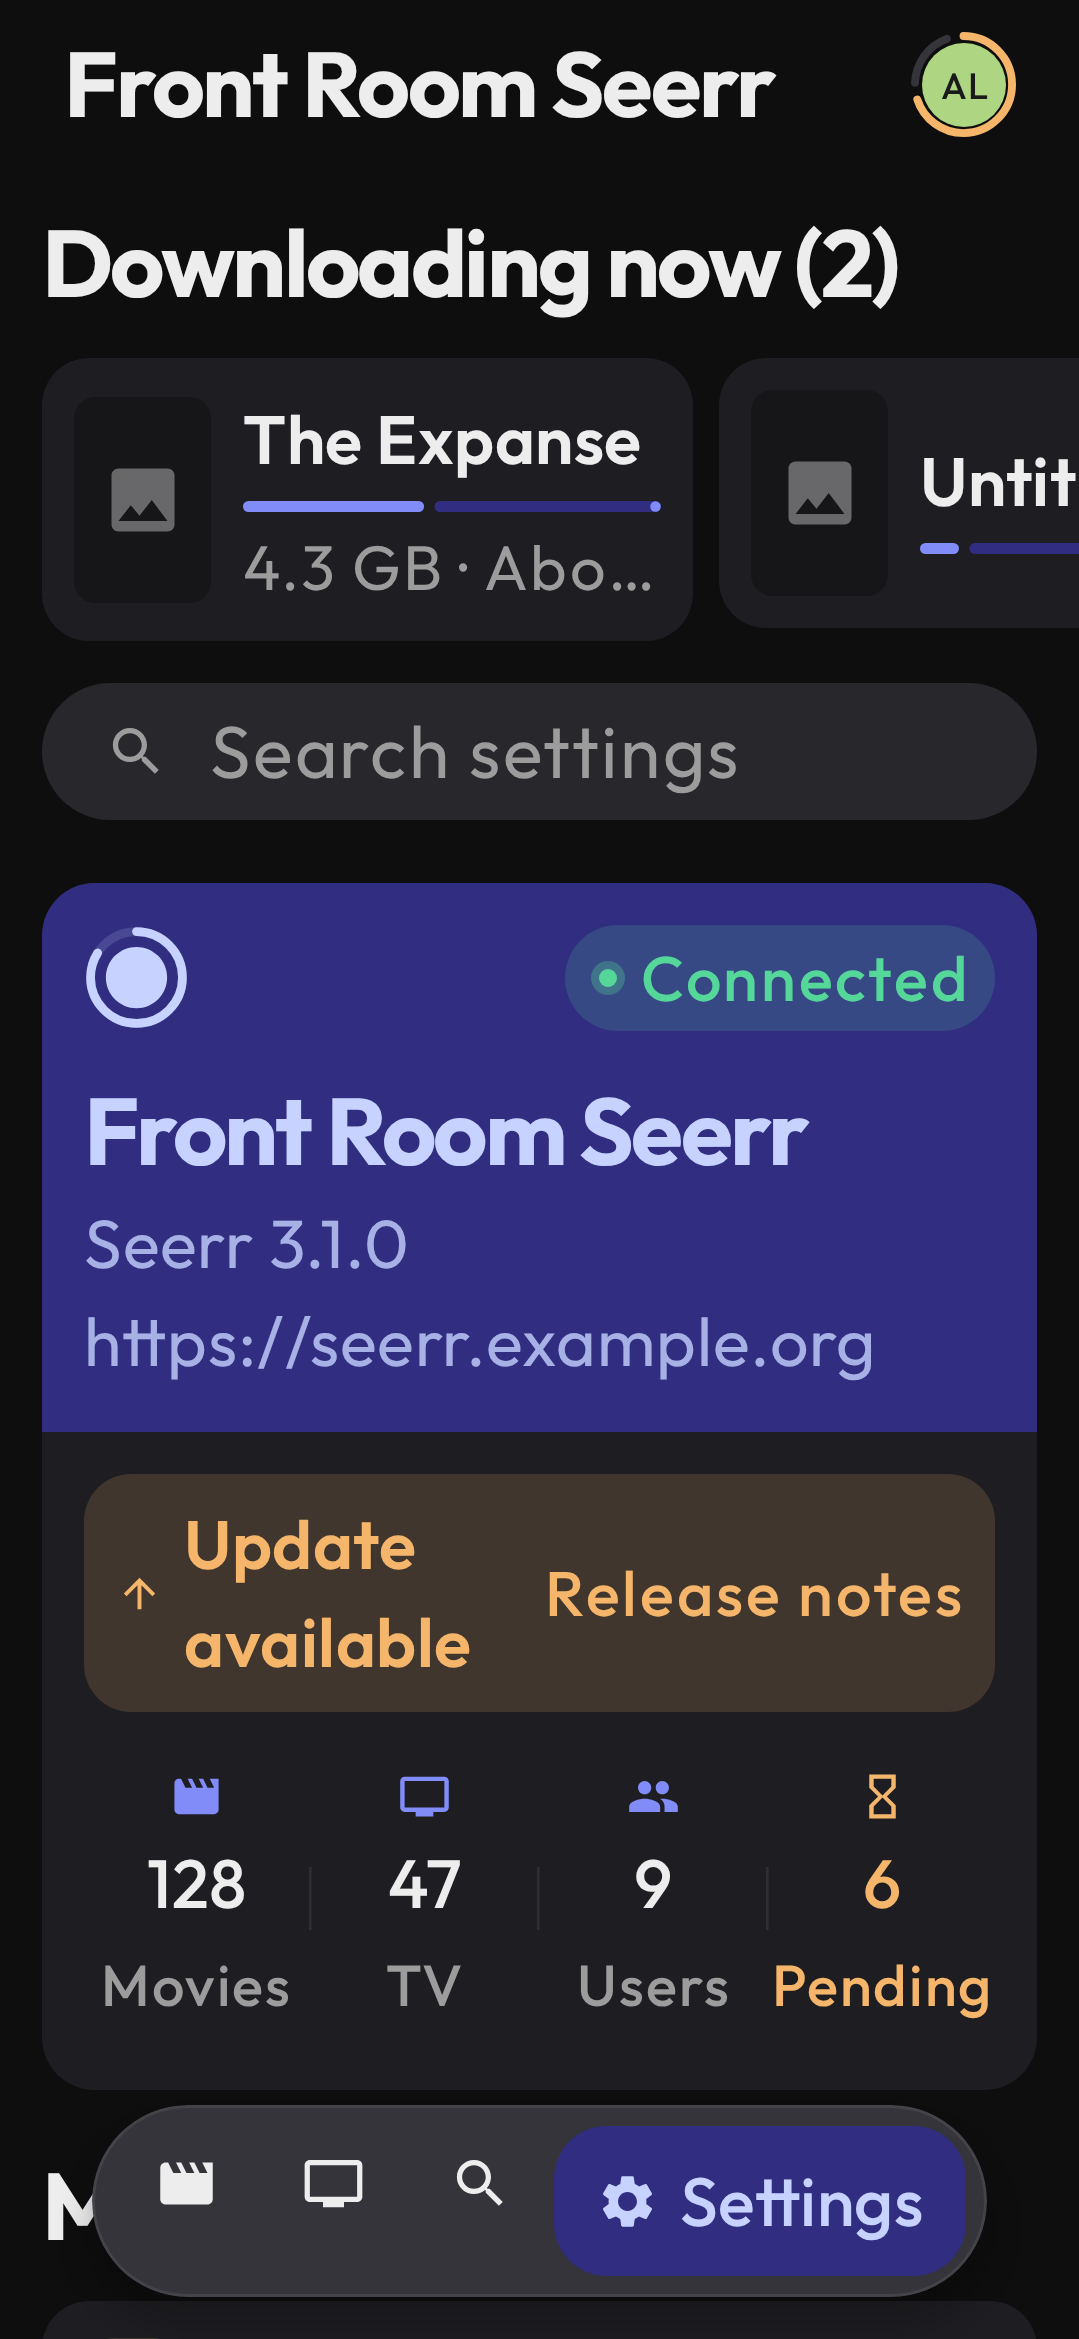 Front Room Seerr
AL
Downloading now (2)
The Expanse
4.3 GB · Abo...
Untit
Search settings
Connected
Front Room Seerr
Seerr 3.1.0
https://seerr.example.org
Update
available
Release notes
128
47
9
6
Movies
TV
Users
Pending
Settings